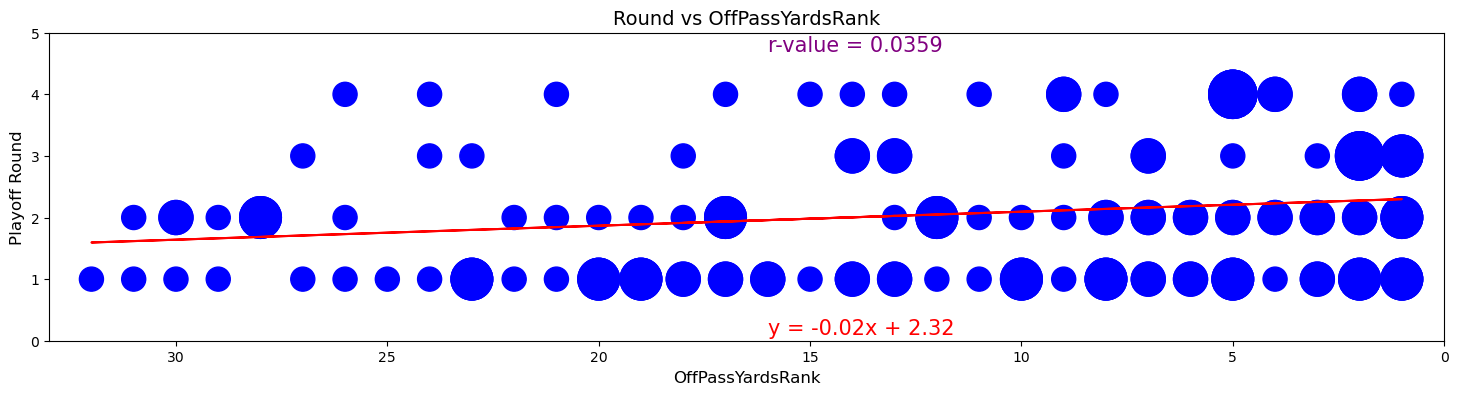 Round vs OffPassYardsRank
r-value = 0.0359
5
4
3
2
1
0
Playoff Round
y = -0.02x + 2.32
30 25 20 15 10 5 0
OffPassYardsRank